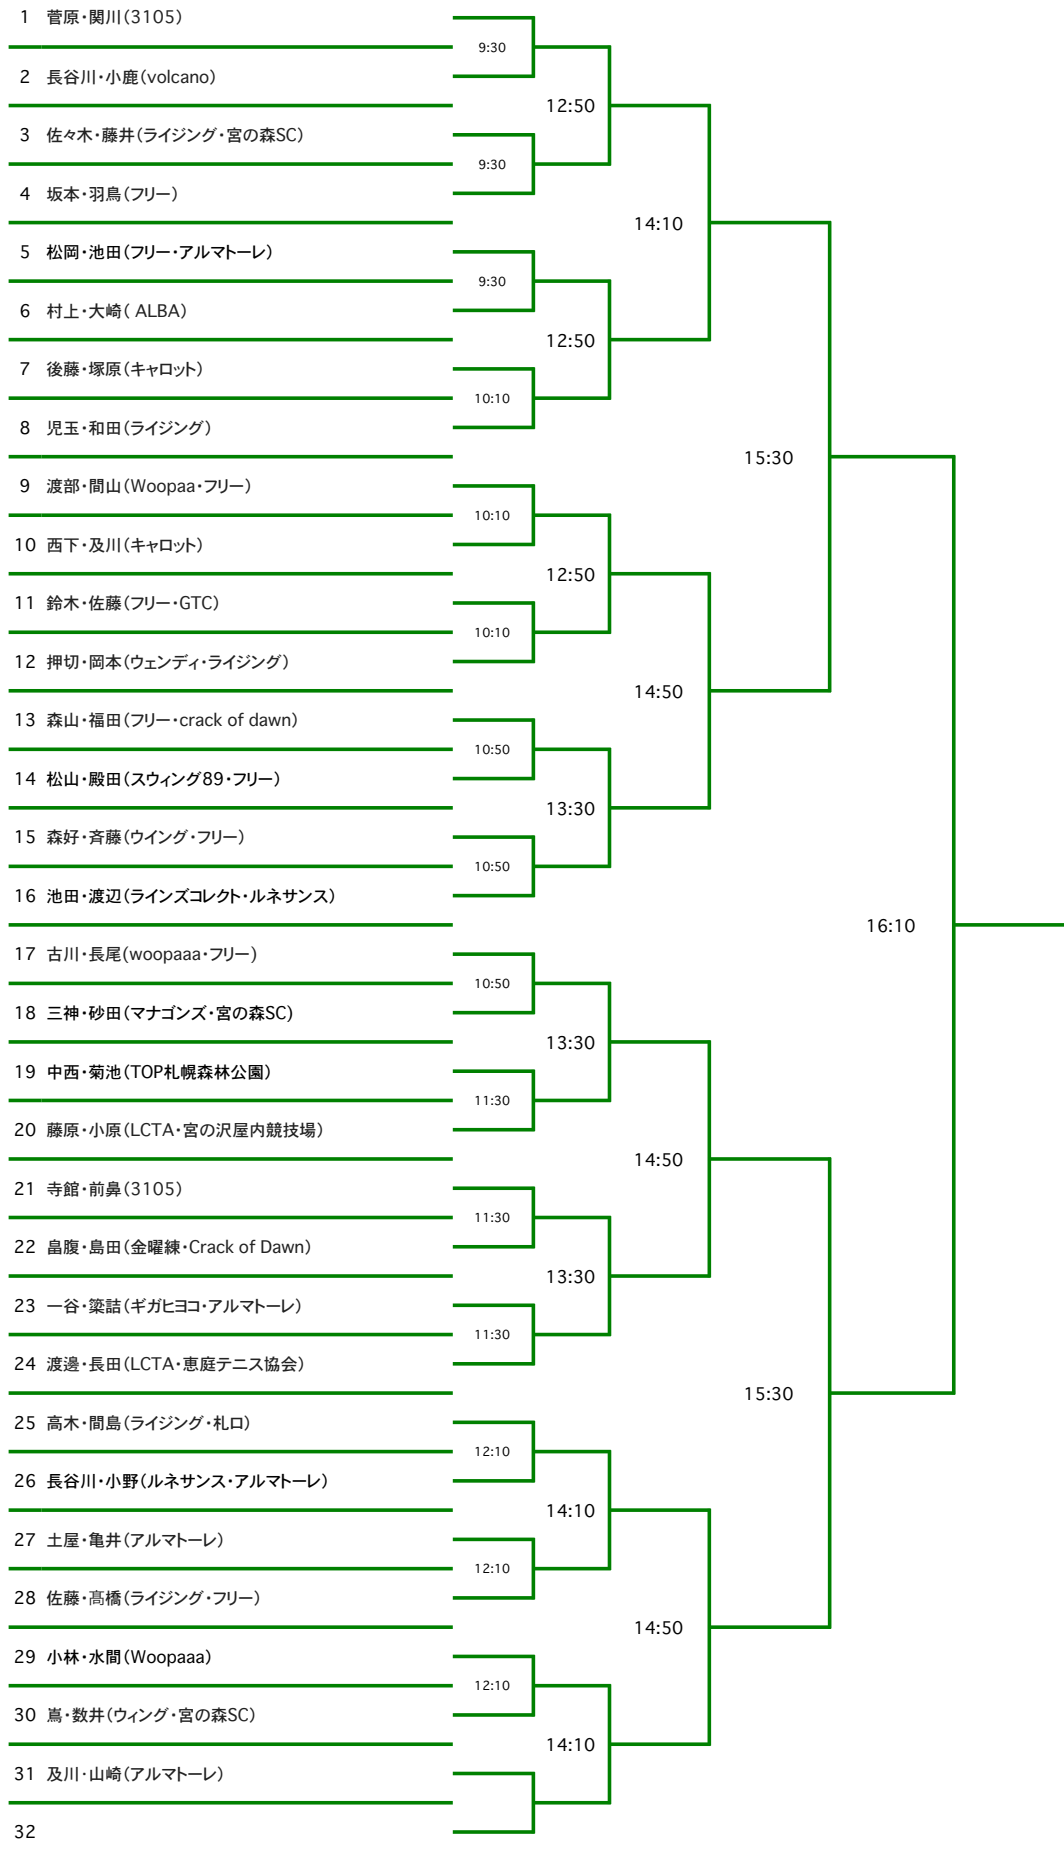 1 菅原・関川(3105)
9:30
2 長谷川・小鹿(volcano)
12:50
3 佐々木・藤井(ライジング・宮の森SC)
9:30
4 坂本・羽鳥(フリー)
14:10
5 松岡・池田(フリー・アルマトーレ)
9:30
6 村上・大崎( ALBA)
12:50
7 後藤・塚原(キャロット)
10:10
8 児玉・和田(ライジング)
15:30
9 渡部・間山(Woopaa・フリー)
10:10
10 西下・及川(キャロット)
12:50
11 鈴木・佐藤(フリー・GTC)
10:10
12 押切・岡本(ウェンディ・ライジング)
14:50
13 森山・福田(フリー・crack of dawn)
10:50
14 松山・殿田(スウィング89・フリー)
13:30
15 森好・斉藤(ウイング・フリー)
10:50
16 池田・渡辺(ラインズコレクト・ルネサンス)
16:10
17 古川・長尾(woopaaa・フリー)
10:50
18 三神・砂田(マナゴンズ・宮の森SC)
13:30
19 中西・菊池(TOP札幌森林公園)
11:30
20 藤原・小原(LCTA・宮の沢屋内競技場)
14:50
21 寺館・前鼻(3105)
11:30
22 畠腹・島田(金曜練・Crack of Dawn)
13:30
23 一谷・簗詰(ギガヒヨコ・アルマトーレ)
11:30
24 渡邊・長田(LCTA・恵庭テニス協会)
15:30
25 高木・間島(ライジング・札ロ)
12:10
26 長谷川・小野(ルネサンス・アルマトーレ)
14:10
27 土屋・亀井(アルマトーレ)
12:10
28 佐藤・髙橋(ライジング・フリー)
14:50
29 小林・水間(Woopaaa)
12:10
30 嶌・数井(ウィング・宮の森SC)
14:10
31 及川・山崎(アルマトーレ)
32